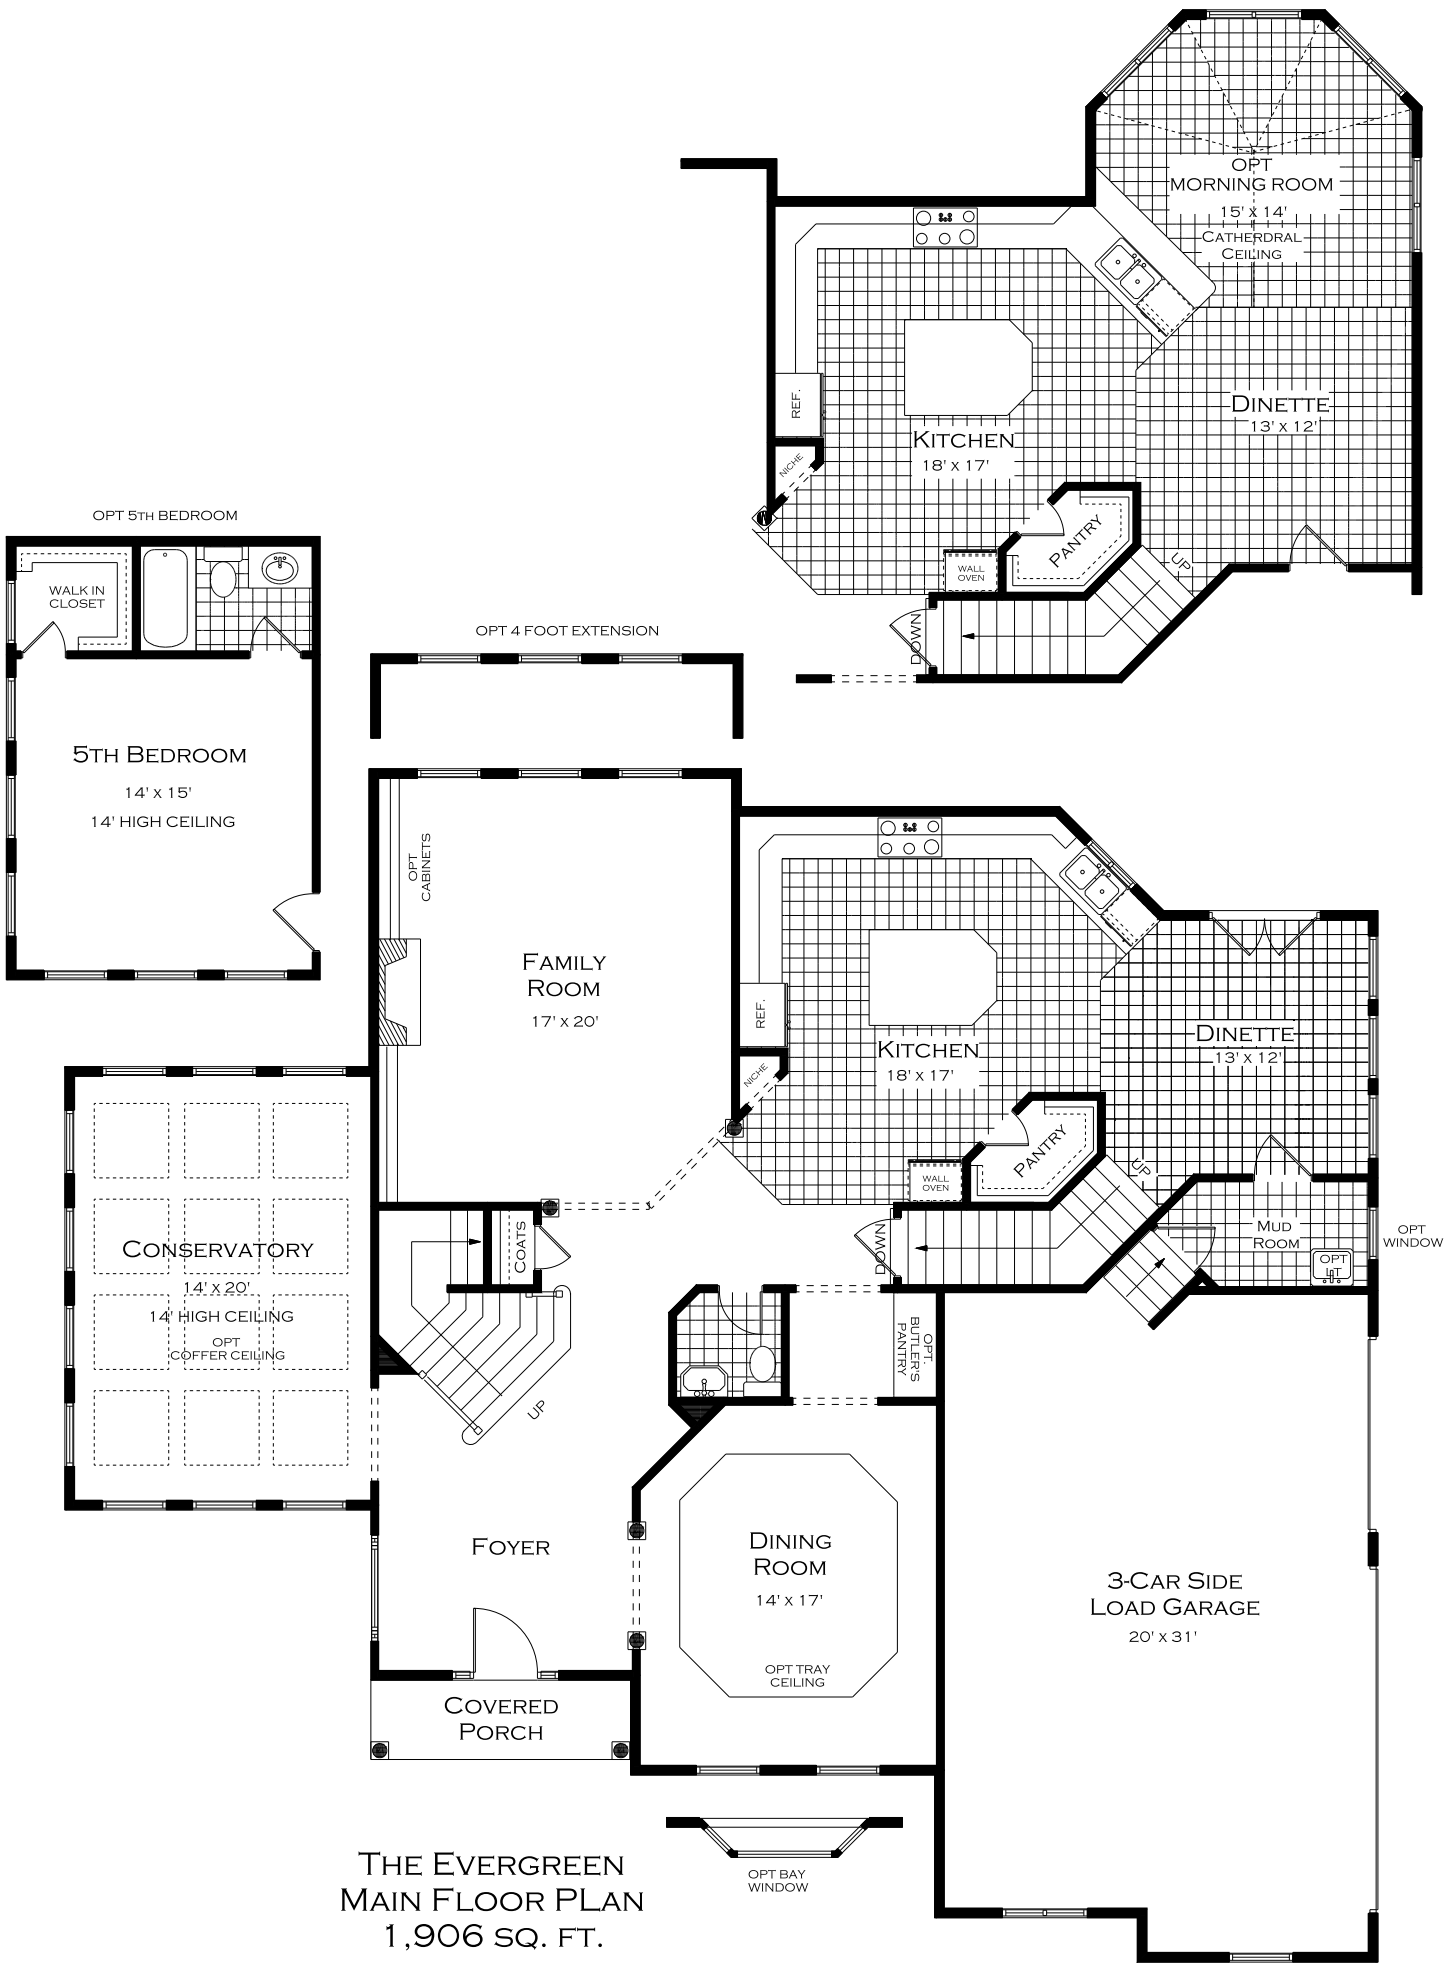 OPT
MORNING ROOM
15' x 14'
CATHERDRAL
CEILING
REF.
NICHE
KITCHEN
18' x 17'
DINETTE
13' x 12'
PANTRY
WALL
OVEN
UP
DOWN
OPT 5TH BEDROOM
WALK IN
CLOSET
5TH BEDROOM
14' x 15'
14' HIGH CEILING
OPT 4 FOOT EXTENSION
OPT
CABINETS
FAMILY
ROOM
17' x 20'
REF.
NICHE
KITCHEN
18' x 17'
DINETTE
13' x 12'
PANTRY
WALL
OVEN
UP
DOWN
MUD
ROOM
OPT
LT
OPT
WINDOW
CONSERVATORY
14' x 20'
14' HIGH CEILING
OPT
COFFER CEILING
COATS
UP
OPT.
BUTLER'S
PANTRY
FOYER
DINING
ROOM
14' x 17'
OPT TRAY
CEILING
3-CAR SIDE
LOAD GARAGE
20' x 31'
COVERED
PORCH
OPT BAY
WINDOW
THE EVERGREEN
MAIN FLOOR PLAN
1,906 SQ. FT.